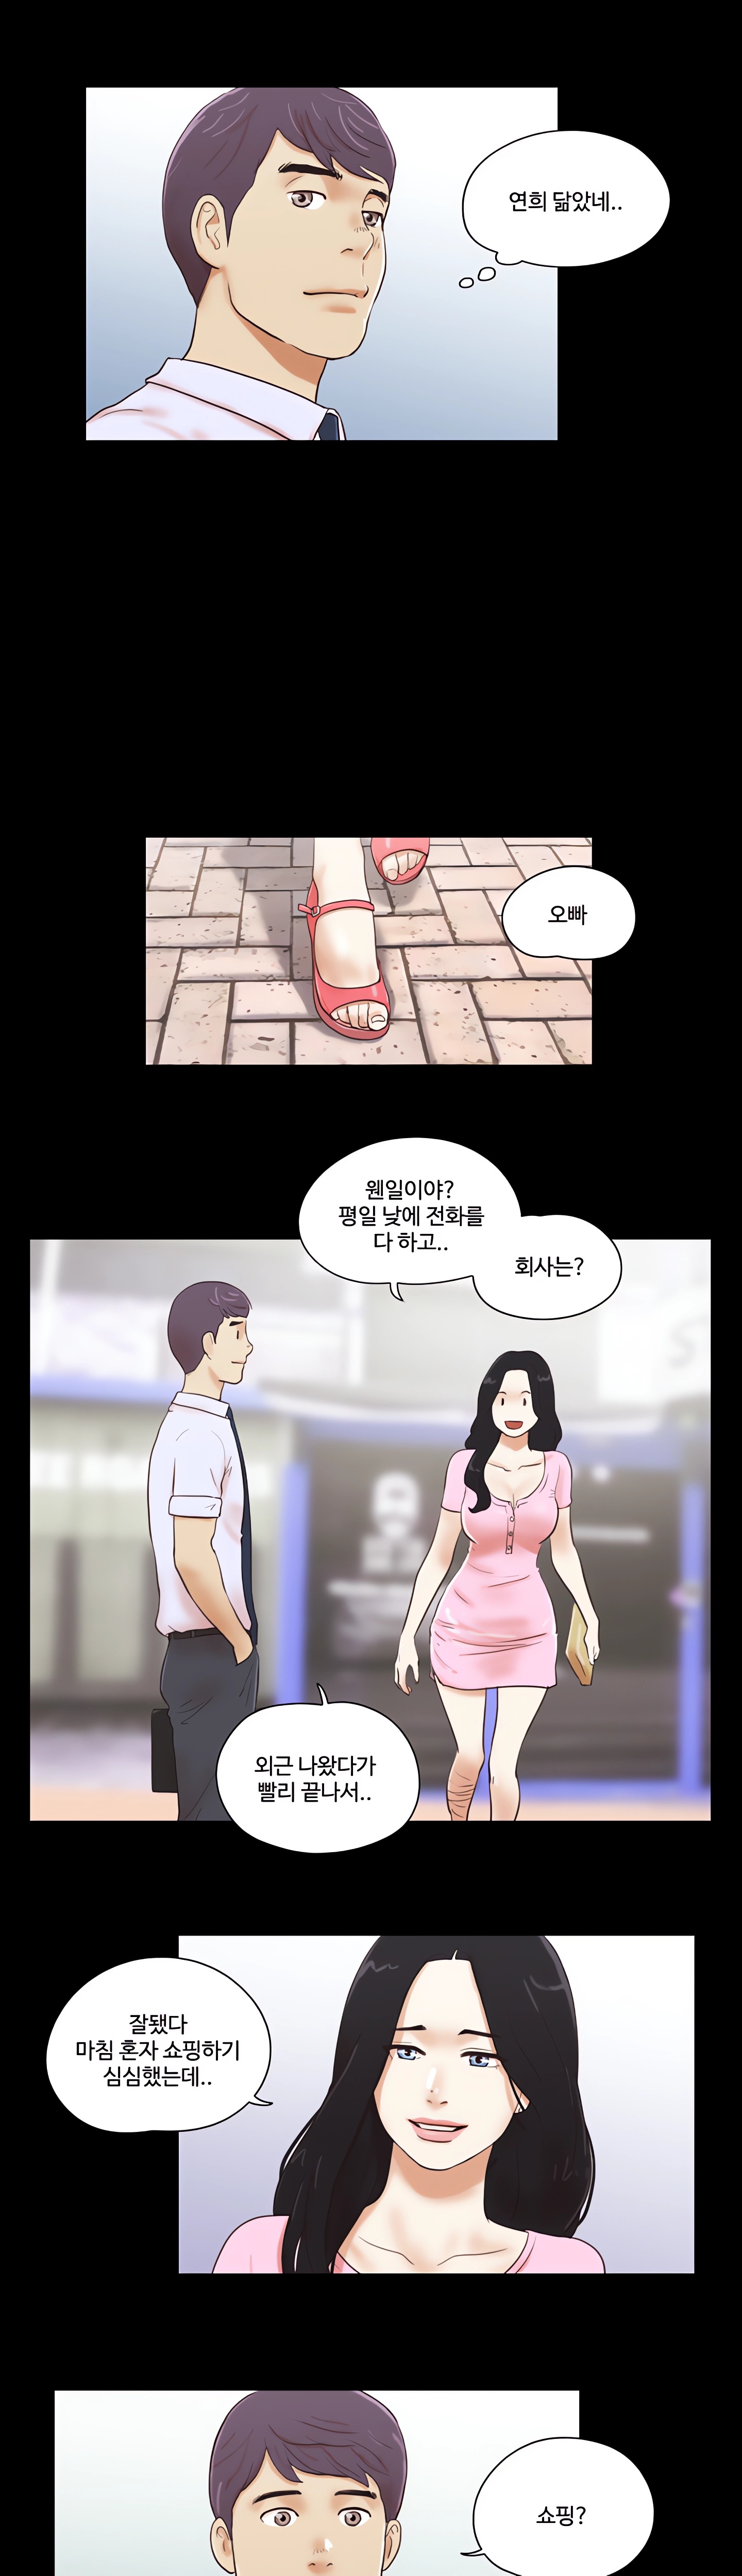 연희 닮았네..
오빠
웬일이야?
평일 낮에 전화를
다 하고..
회사는?
외근 나왔다가
빨리 끝나서..
잘됐다
마침 혼자 쇼핑하기
심심했는데..
쇼핑?